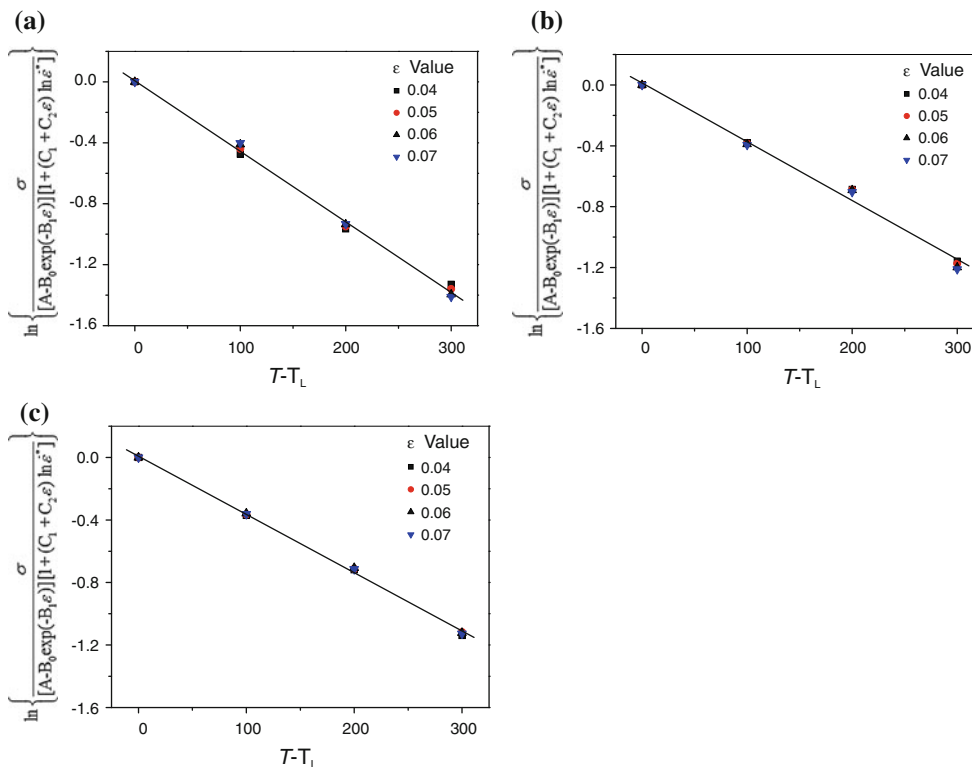 (a)
ln{σ/[A-B₀exp(-B₁ε)][1+(C₁+C₂ε)lnε̇*]}
0.0
-0.4
-0.8
-1.2
-1.6
ε Value
0.04
0.05
0.06
0.07
0 100 200 300
T-T_L
(b)
ln{σ/[A-B₀exp(-B₁ε)][1+(C₁+C₂ε)lnε̇*]}
0.0
-0.4
-0.8
-1.2
-1.6
ε Value
0.04
0.05
0.06
0.07
0 100 200 300
T-T_L
(c)
ln{σ/[A-B₀exp(-B₁ε)][1+(C₁+C₂ε)lnε̇*]}
0.0
-0.4
-0.8
-1.2
-1.6
ε Value
0.04
0.05
0.06
0.07
0 100 200 300
T-T_L